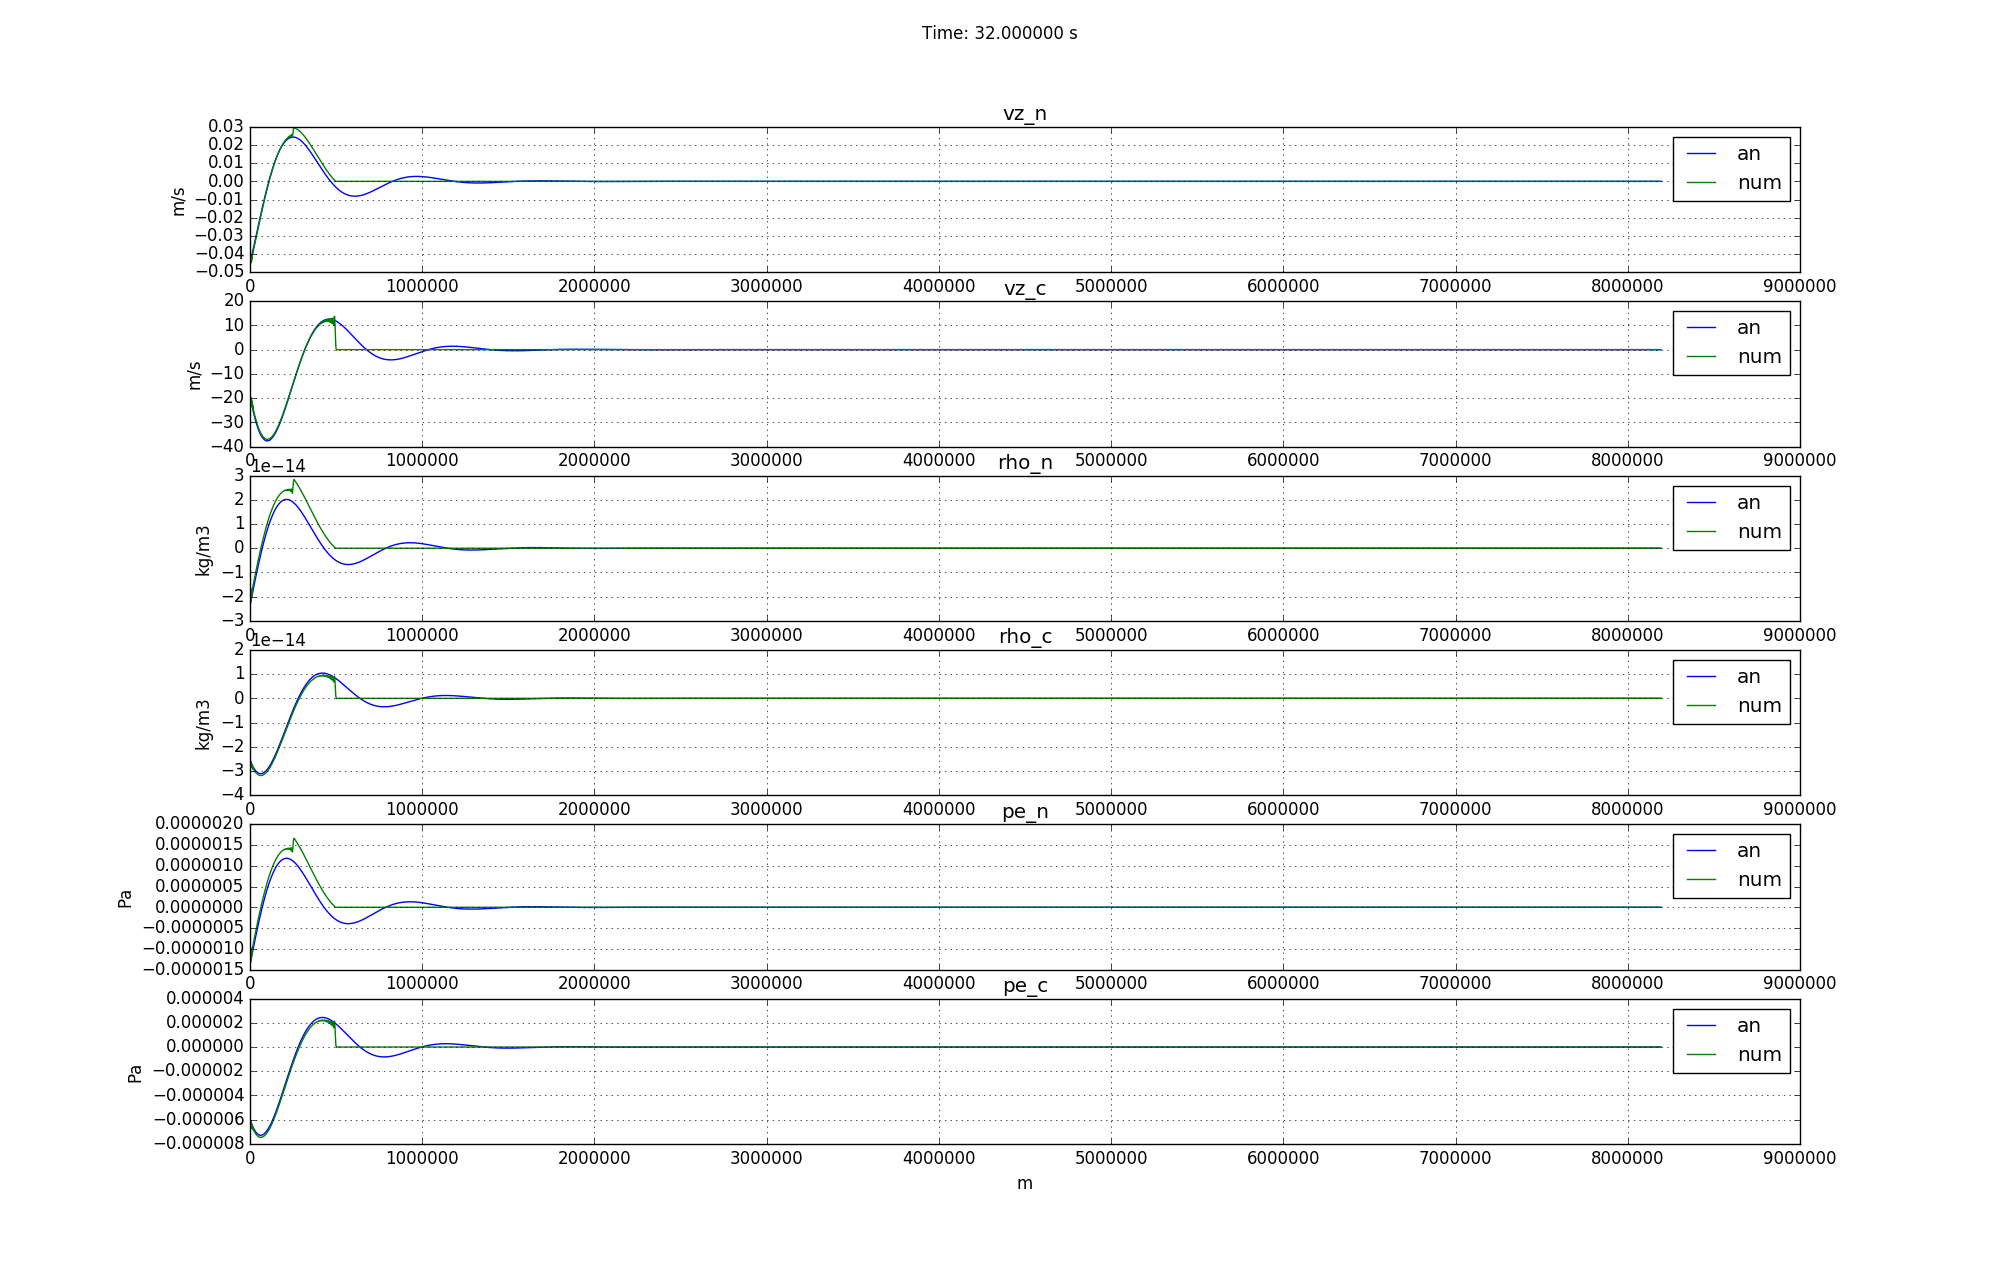 Time: 32.000000 s
vz_n
0.03
0.02
0.01
0.00
−0.01
−0.02
−0.03
−0.04
−0.05
m/s
an
num
0 1000000 2000000 3000000 4000000 5000000 6000000 7000000 8000000 9000000
vz_c
20
10
0
−10
−20
−30
−40
m/s
an
num
0 1000000 2000000 3000000 4000000 5000000 6000000 7000000 8000000 9000000
1e−14
rho_n
3
2
1
0
−1
−2
−3
kg/m3
an
num
0 1000000 2000000 3000000 4000000 5000000 6000000 7000000 8000000 9000000
1e−14
rho_c
2
1
0
−1
−2
−3
−4
kg/m3
an
num
0 1000000 2000000 3000000 4000000 5000000 6000000 7000000 8000000 9000000
pe_n
0.0000020
0.0000015
0.0000010
0.0000005
0.0000000
−0.0000005
−0.0000010
−0.0000015
Pa
an
num
0 1000000 2000000 3000000 4000000 5000000 6000000 7000000 8000000 9000000
pe_c
0.000004
0.000002
0.000000
−0.000002
−0.000004
−0.000006
−0.000008
Pa
an
num
0 1000000 2000000 3000000 4000000 5000000 6000000 7000000 8000000 9000000
m